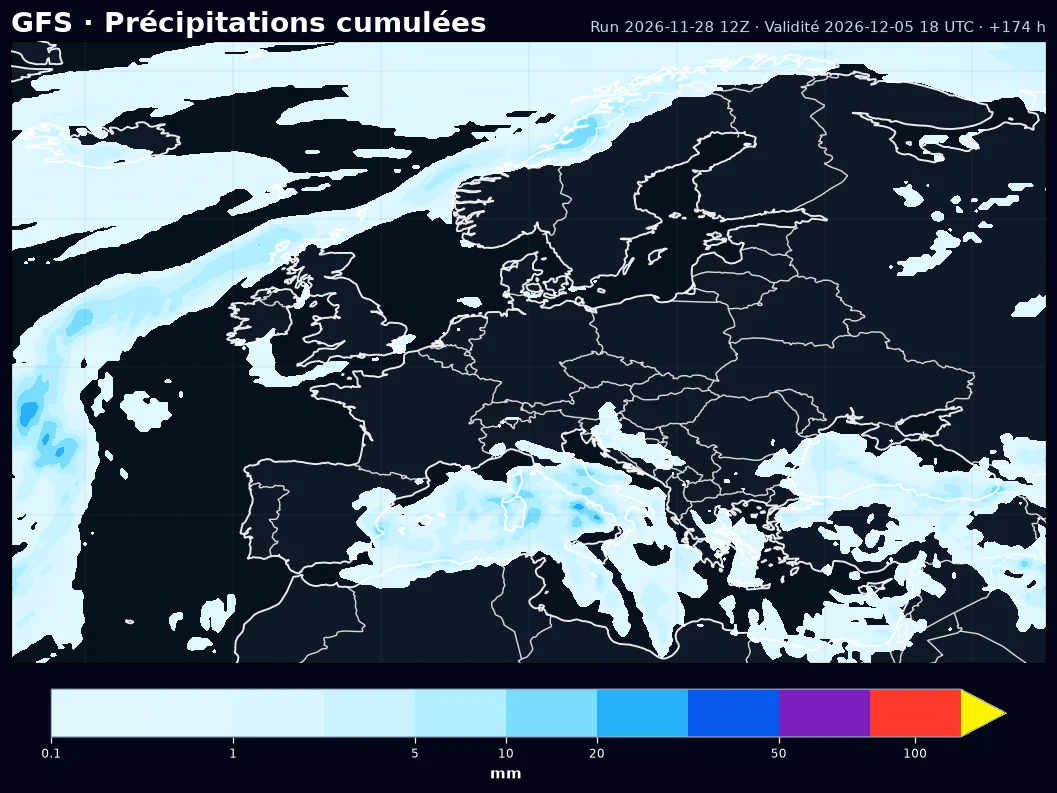 GFS · Précipitations cumulées
Run 2026-11-28 12Z · Validité 2026-12-05 18 UTC · +174 h
0.1 1 5 10 20 50 100
mm